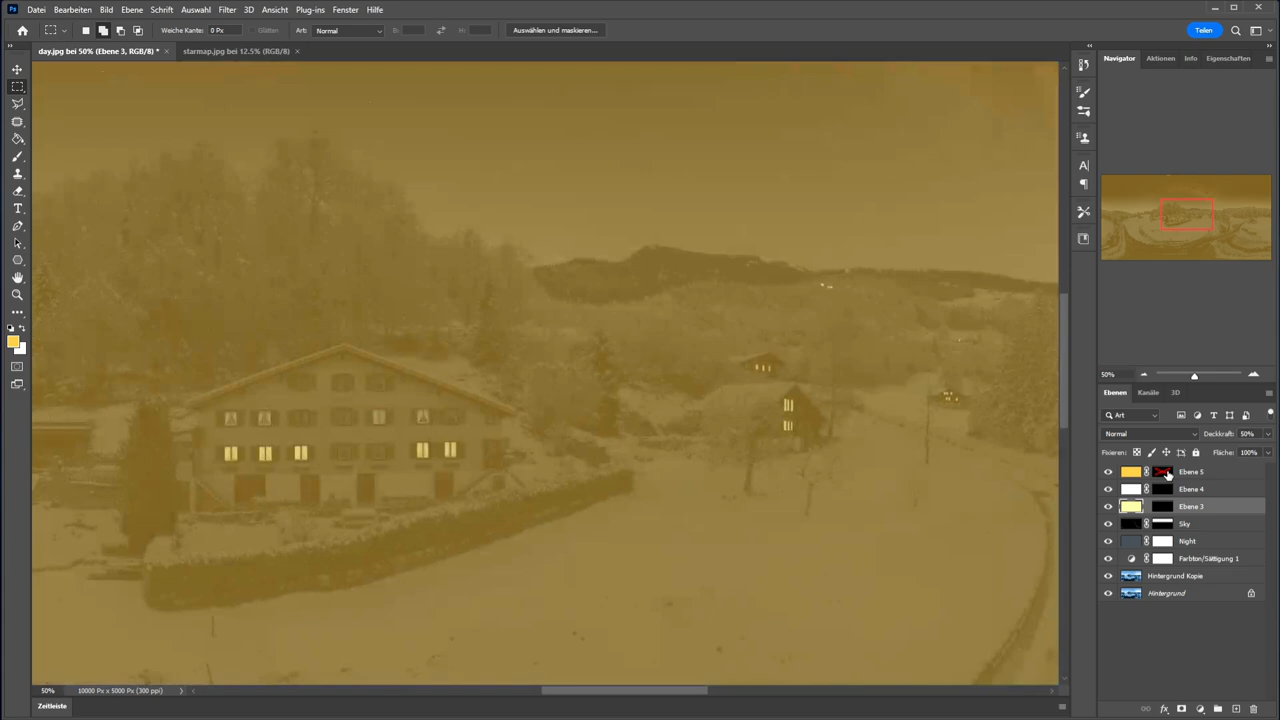 Ps Datei Bearbeiten Bild Ebene Schrift Auswahl Filter 3D Ansicht Plug-ins Fenster Hilfe
Weiche Kante: 0 Px Glätten Art: Normal B: H: Auswählen und maskieren... Teilen
day.jpg bei 50% (Ebene 3, RGB/8) * × starmap.jpg bei 12.5% (RGB/8) ×
Navigator Aktionen Info Eigenschaften
50%
Ebenen Kanäle 3D
Art
Normal Deckkraft: 50%
Fixieren: Fläche: 100%
Ebene 5
Ebene 4
Ebene 3
Sky
Night
Farbton/Sättigung 1
Hintergrund Kopie
Hintergrund
50% 10000 Px x 5000 Px (300 ppi)
Zeitleiste
fx